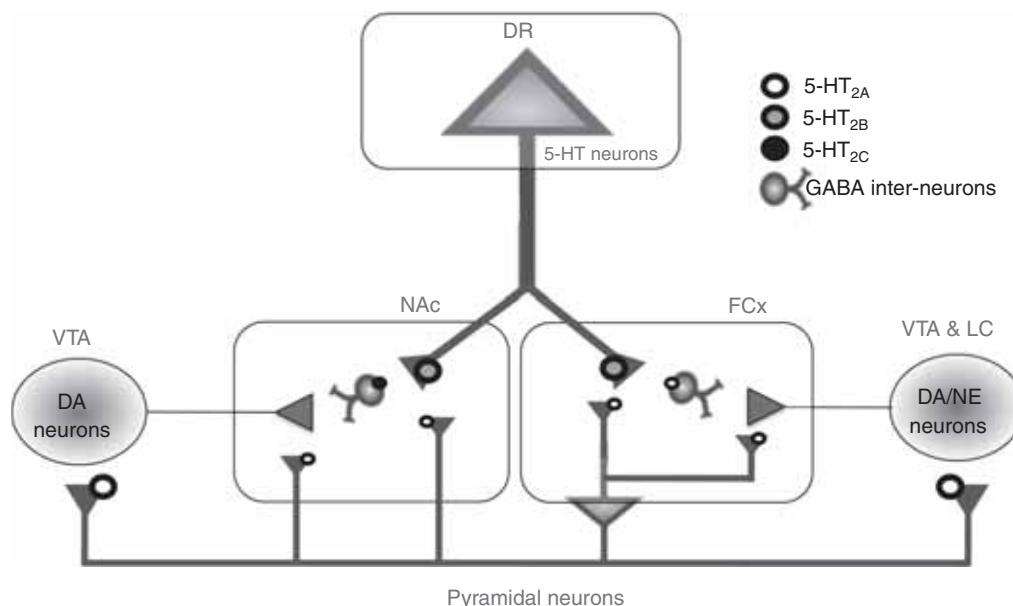 DR
5-HT neurons
5-HT2A
5-HT2B
5-HT2C
GABA inter-neurons
NAc
FCx
VTA
VTA & LC
DA
neurons
DA/NE
neurons
Pyramidal neurons